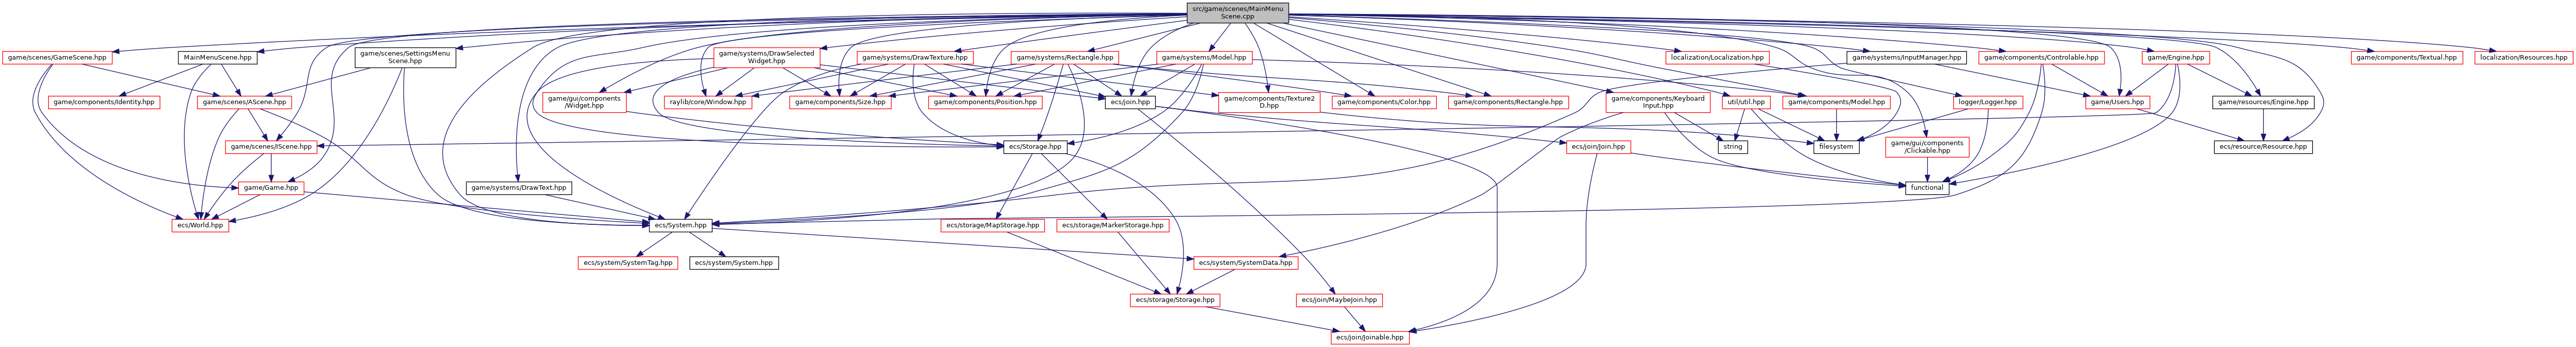 src/game/scenes/MainMenu
Scene.cpp
game/scenes/GameScene.hpp
MainMenuScene.hpp
game/scenes/SettingsMenu
Scene.hpp
game/systems/DrawSelected
Widget.hpp
game/systems/DrawTexture.hpp
game/systems/Rectangle.hpp
game/systems/Model.hpp
localization/Localization.hpp
game/systems/InputManager.hpp
game/components/Controlable.hpp
game/Engine.hpp
game/components/Textual.hpp
localization/Resources.hpp
game/components/Identity.hpp
game/scenes/AScene.hpp
game/gui/components
/Widget.hpp
raylib/core/Window.hpp
game/components/Size.hpp
game/components/Position.hpp
ecs/join.hpp
game/components/Texture2
D.hpp
game/components/Color.hpp
game/components/Rectangle.hpp
game/components/Keyboard
Input.hpp
util/util.hpp
game/components/Model.hpp
logger/Logger.hpp
game/Users.hpp
game/resources/Engine.hpp
game/scenes/IScene.hpp
ecs/Storage.hpp
ecs/join/Join.hpp
string
filesystem
game/gui/components
/Clickable.hpp
ecs/resource/Resource.hpp
game/Game.hpp
game/systems/DrawText.hpp
functional
ecs/World.hpp
ecs/System.hpp
ecs/storage/MapStorage.hpp
ecs/storage/MarkerStorage.hpp
ecs/system/SystemTag.hpp
ecs/system/System.hpp
ecs/system/SystemData.hpp
ecs/storage/Storage.hpp
ecs/join/MaybeJoin.hpp
ecs/join/Joinable.hpp